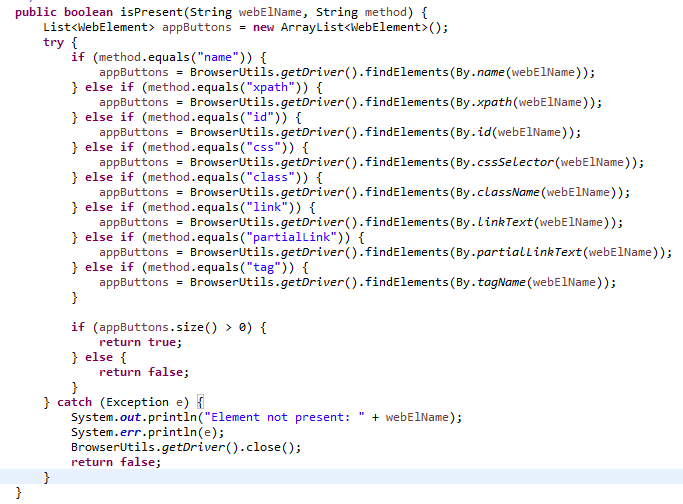 public boolean isPresent(String webElName, String method) {
    List<WebElement> appButtons = new ArrayList<WebElement>();
    try {
        if (method.equals("name")) {
            appButtons = BrowserUtils.getDriver().findElements(By.name(webElName));
        } else if (method.equals("xpath")) {
            appButtons = BrowserUtils.getDriver().findElements(By.xpath(webElName));
        } else if (method.equals("id")) {
            appButtons = BrowserUtils.getDriver().findElements(By.id(webElName));
        } else if (method.equals("css")) {
            appButtons = BrowserUtils.getDriver().findElements(By.cssSelector(webElName));
        } else if (method.equals("class")) {
            appButtons = BrowserUtils.getDriver().findElements(By.className(webElName));
        } else if (method.equals("link")) {
            appButtons = BrowserUtils.getDriver().findElements(By.linkText(webElName));
        } else if (method.equals("partialLink")) {
            appButtons = BrowserUtils.getDriver().findElements(By.partialLinkText(webElName));
        } else if (method.equals("tag")) {
            appButtons = BrowserUtils.getDriver().findElements(By.tagName(webElName));
        }

        if (appButtons.size() > 0) {
            return true;
        } else {
            return false;
        }
    } catch (Exception e) {
        System.out.println("Element not present: " + webElName);
        System.err.println(e);
        BrowserUtils.getDriver().close();
        return false;
    }
}